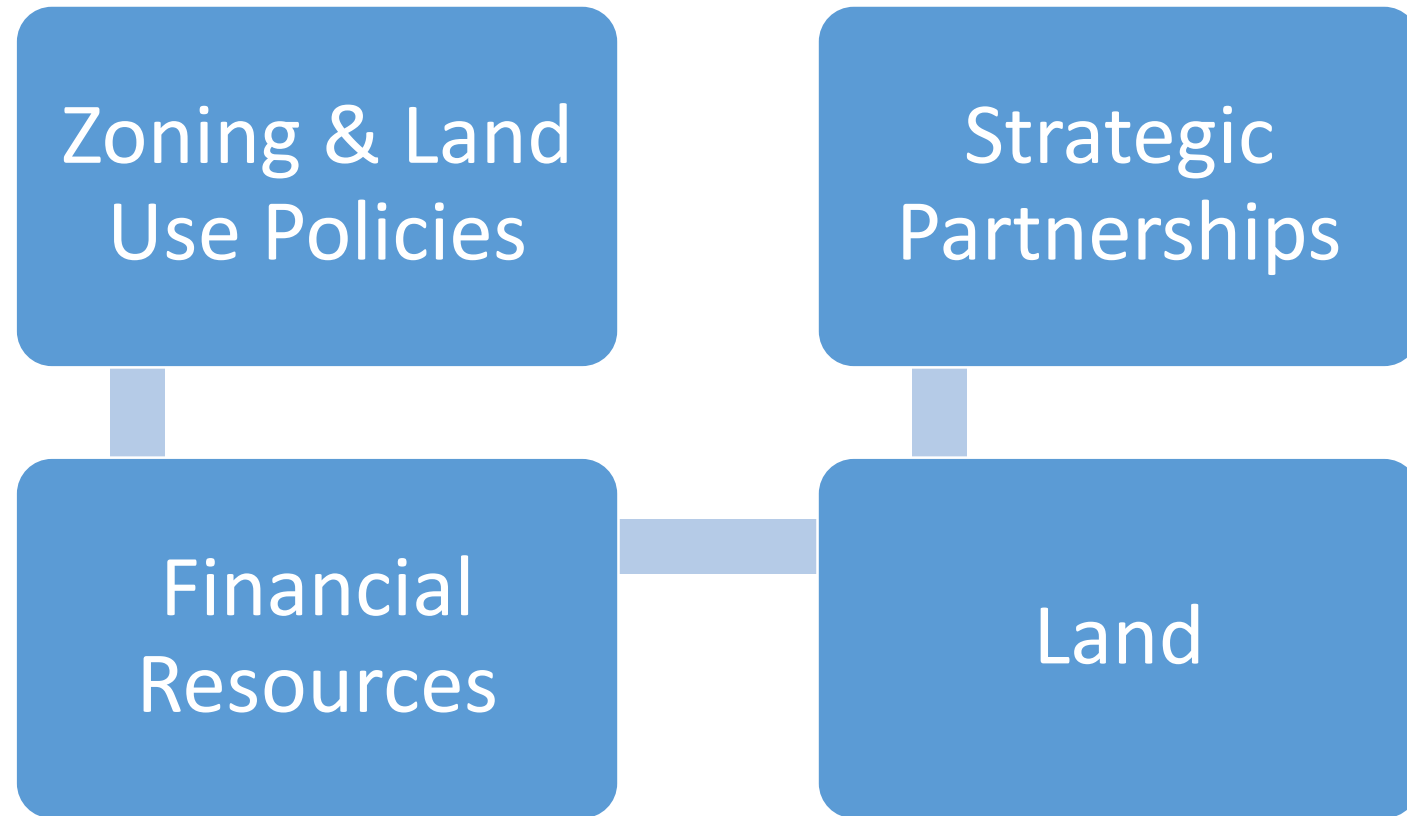 Zoning & Land
Use Policies
Financial
Resources
Land
Strategic
Partnerships